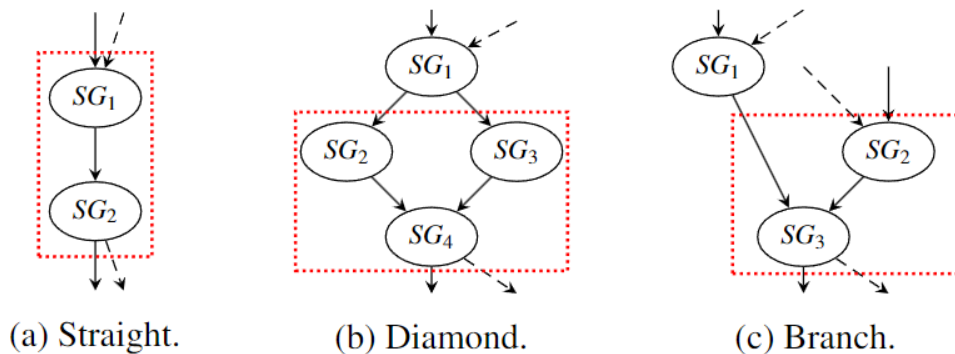 SG1
SG2
(a) Straight.
SG1
SG2 SG3
SG4
(b) Diamond.
SG1
SG2
SG3
(c) Branch.